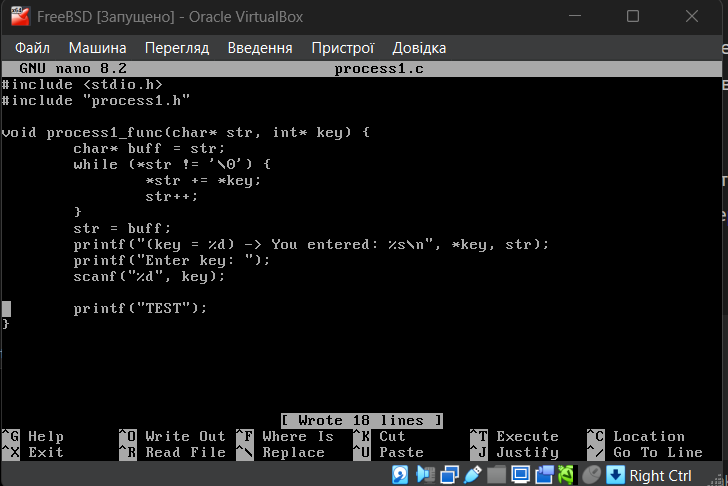 FreeBSD [Запущено] - Oracle VirtualBox
Файл Машина Перегляд Введення Пристрої Довідка
GNU nano 8.2 process1.c
#include <stdio.h>
#include "process1.h"
void process1_func(char* str, int* key) {
char* buff = str;
while (*str != '\0') {
*str += *key;
str++;
}
str = buff;
printf("(key = %d) -> You entered: %s\n", *key, str);
printf("Enter key: ");
scanf("%d", key);
printf("TEST");
}
[ Wrote 18 lines ]
^G Help ^O Write Out ^F Where Is ^K Cut ^T Execute ^C Location
^X Exit ^R Read File ^\ Replace ^U Paste ^J Justify ^/ Go To Line
Right Ctrl